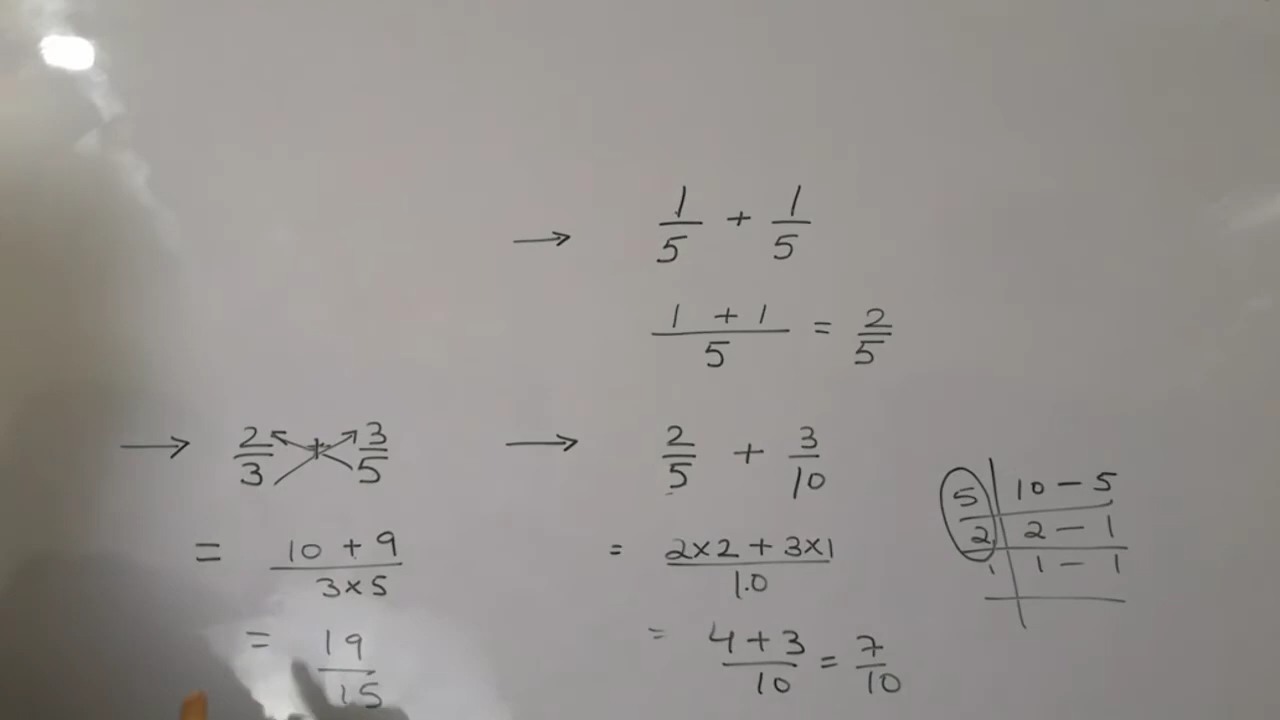 → 1/5 + 1/5
(1 + 1)/5 = 2/5
→ 2/3 + 3/5
= (10 + 9)/(3×5)
= 19/15
→ 2/5 + 3/10
= (2×2 + 3×1)/10
= (4+3)/10 = 7/10
5 | 10 – 5
2 | 2 – 1
1 | 1 – 1